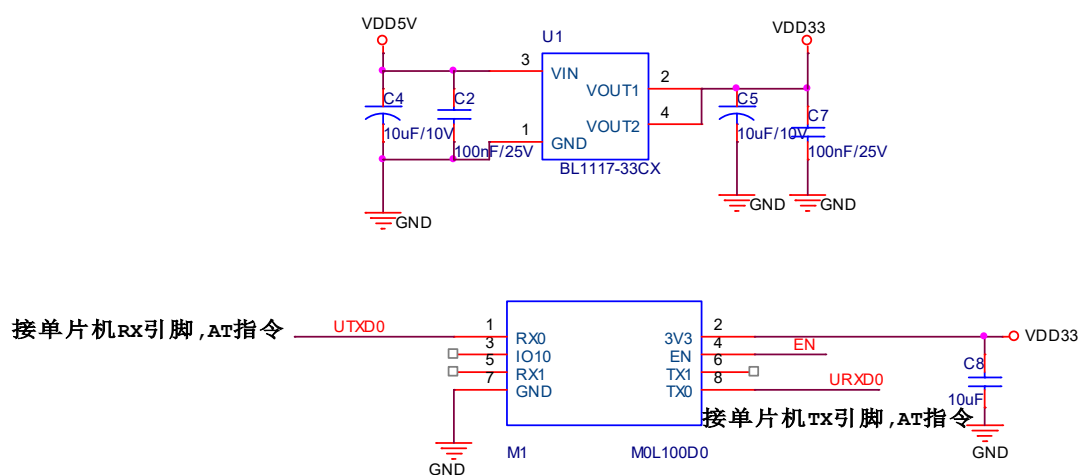 VDD5V
VDD33
U1
3
VIN
VOUT1
2
VOUT2
4
1
GND
BL1117-33CX
C4
10uF/10V
C2
100nF/25V
C5
10uF/10V
C7
100nF/25V
GND
GND
GND
接单片机RX引脚,AT指令
UTXD0
1
RX0
3V3
2
VDD33
3
IO10
EN
4
EN
5
RX1
TX1
6
C8
7
GND
TX0
8
URXD0
10uF
接单片机TX引脚,AT指令
GND
M1
M0L100D0
GND